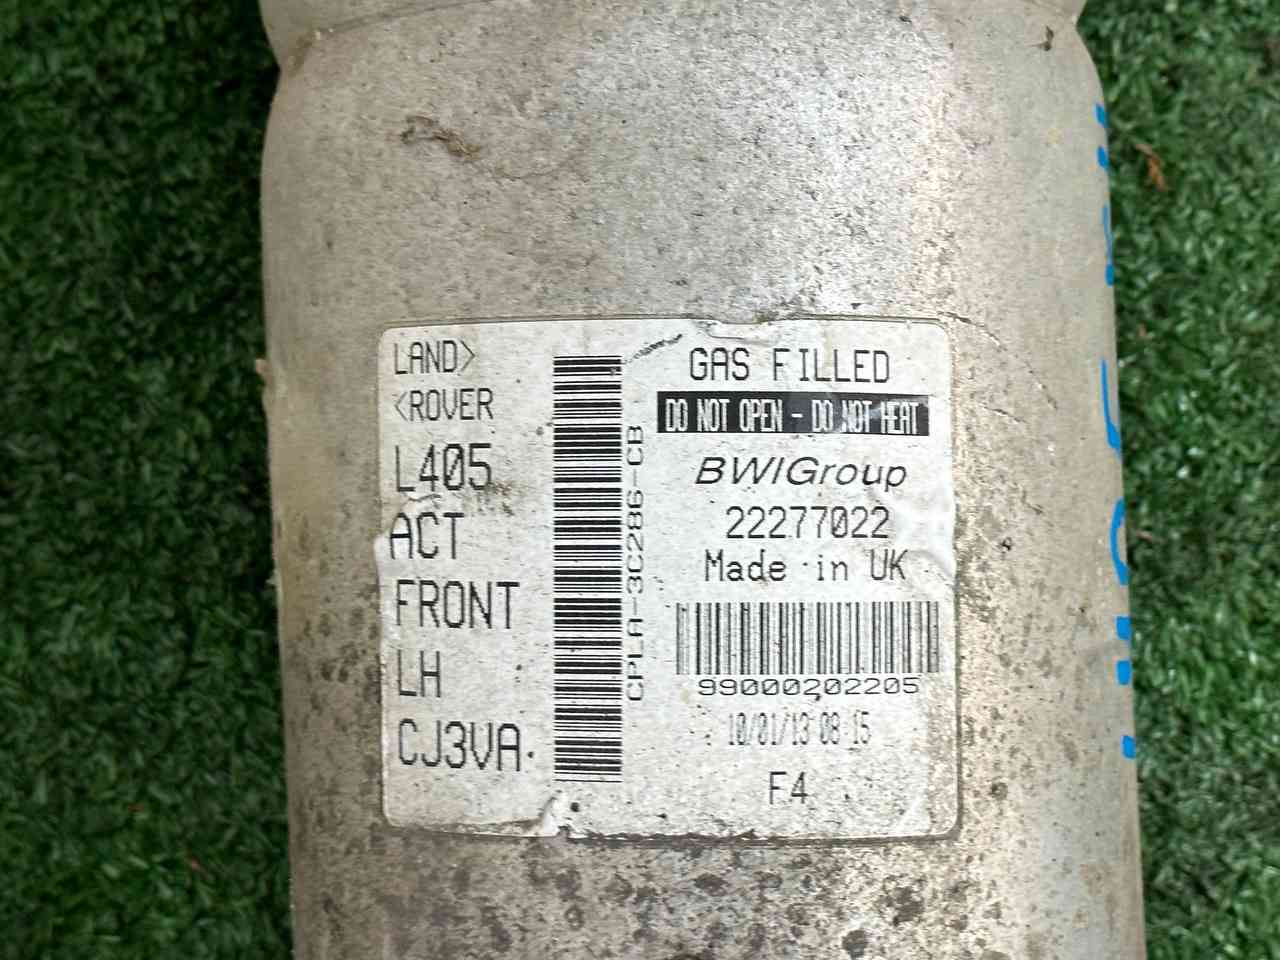 LAND>
<ROVER
L405
ACT
FRONT
LH
CJ3VA
CPLA-3C286-CB
GAS FILLED
DO NOT OPEN - DO NOT HEAT
BWIGroup
22277022
Made in UK
99000202205
10/01/13 08 15
F4